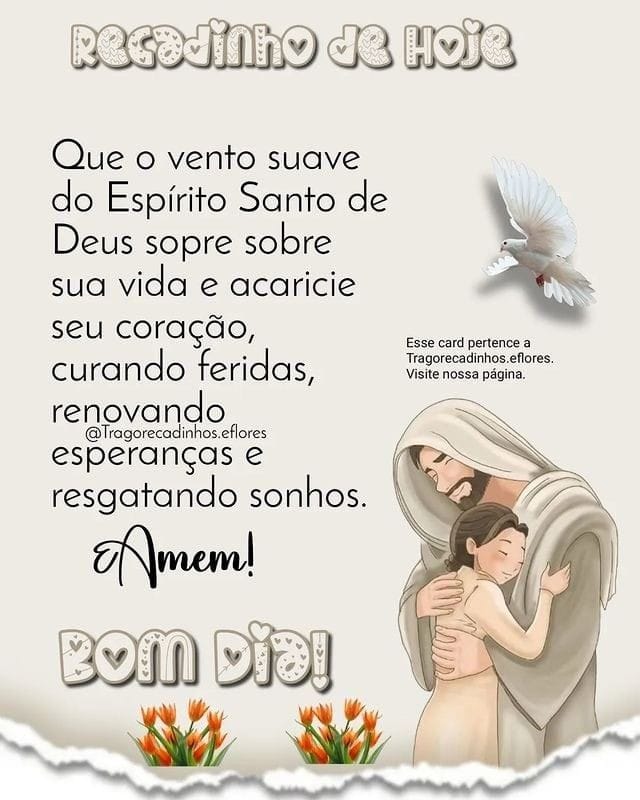 Recadinho de Hoje
Que o vento suave
do Espírito Santo de
Deus sopre sobre
sua vida e acaricie
seu coração,
curando feridas,
renovando
@Tragorecadinhos.eflores
esperanças e
resgatando sonhos.
Amem!
Esse card pertence a
Tragorecadinhos.eflores.
Visite nossa página.
Bom Dia!